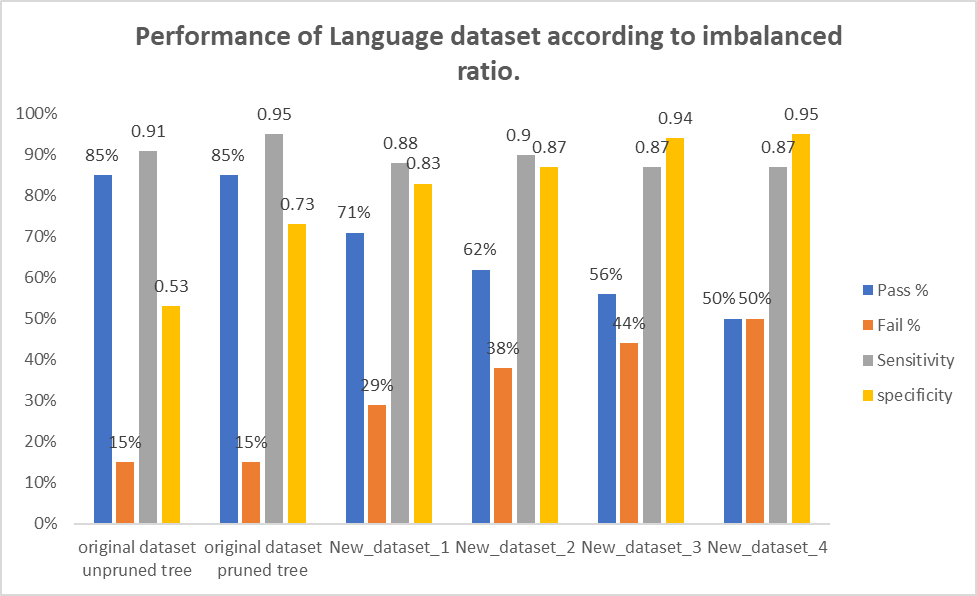 Performance of Language dataset according to imbalanced
ratio.
100%
90%
80%
70%
60%
50%
40%
30%
20%
10%
0%
85%
15%
0.91
0.53
85%
15%
0.95
0.73
71%
29%
0.88
0.83
62%
38%
0.9
0.87
56%
44%
0.87
0.94
50%
50%
0.87
0.95
original dataset
unpruned tree
original dataset
pruned tree
New_dataset_1
New_dataset_2
New_dataset_3
New_dataset_4
Pass %
Fail %
Sensitivity
specificity